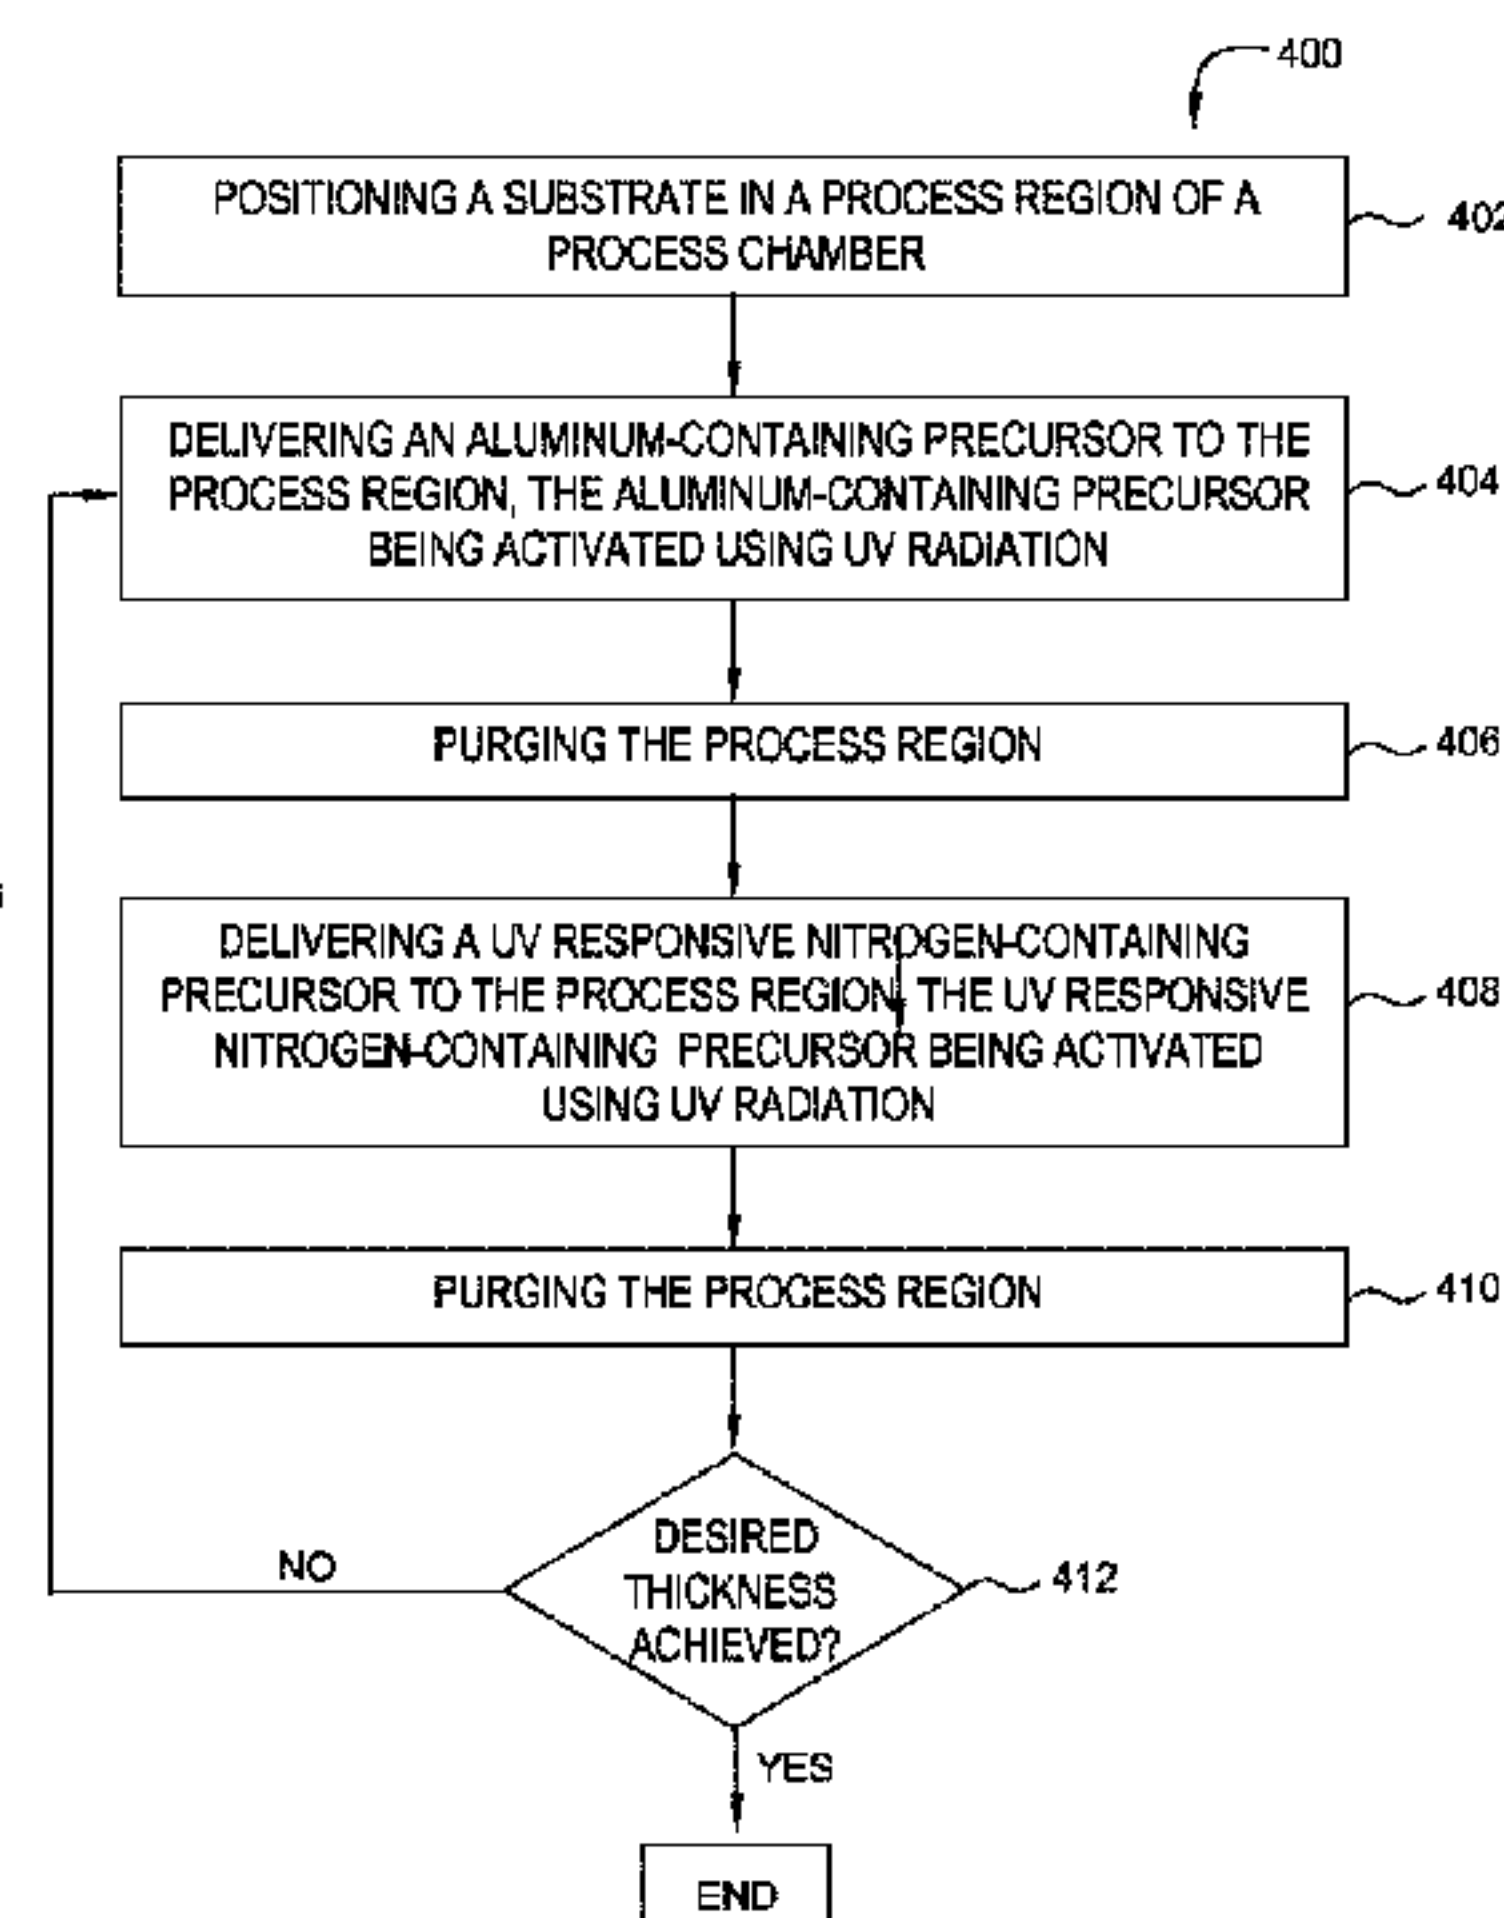 400
POSITIONING A SUBSTRATE IN A PROCESS REGION OF A
PROCESS CHAMBER
402
DELIVERING AN ALUMINUM-CONTAINING PRECURSOR TO THE
PROCESS REGION, THE ALUMINUM-CONTAINING PRECURSOR
BEING ACTIVATED USING UV RADIATION
404
PURGING THE PROCESS REGION
406
DELIVERING A UV RESPONSIVE NITROGEN-CONTAINING
PRECURSOR TO THE PROCESS REGION, THE UV RESPONSIVE
NITROGEN-CONTAINING PRECURSOR BEING ACTIVATED
USING UV RADIATION
408
PURGING THE PROCESS REGION
410
DESIRED
THICKNESS
ACHIEVED?
412
NO
YES
END